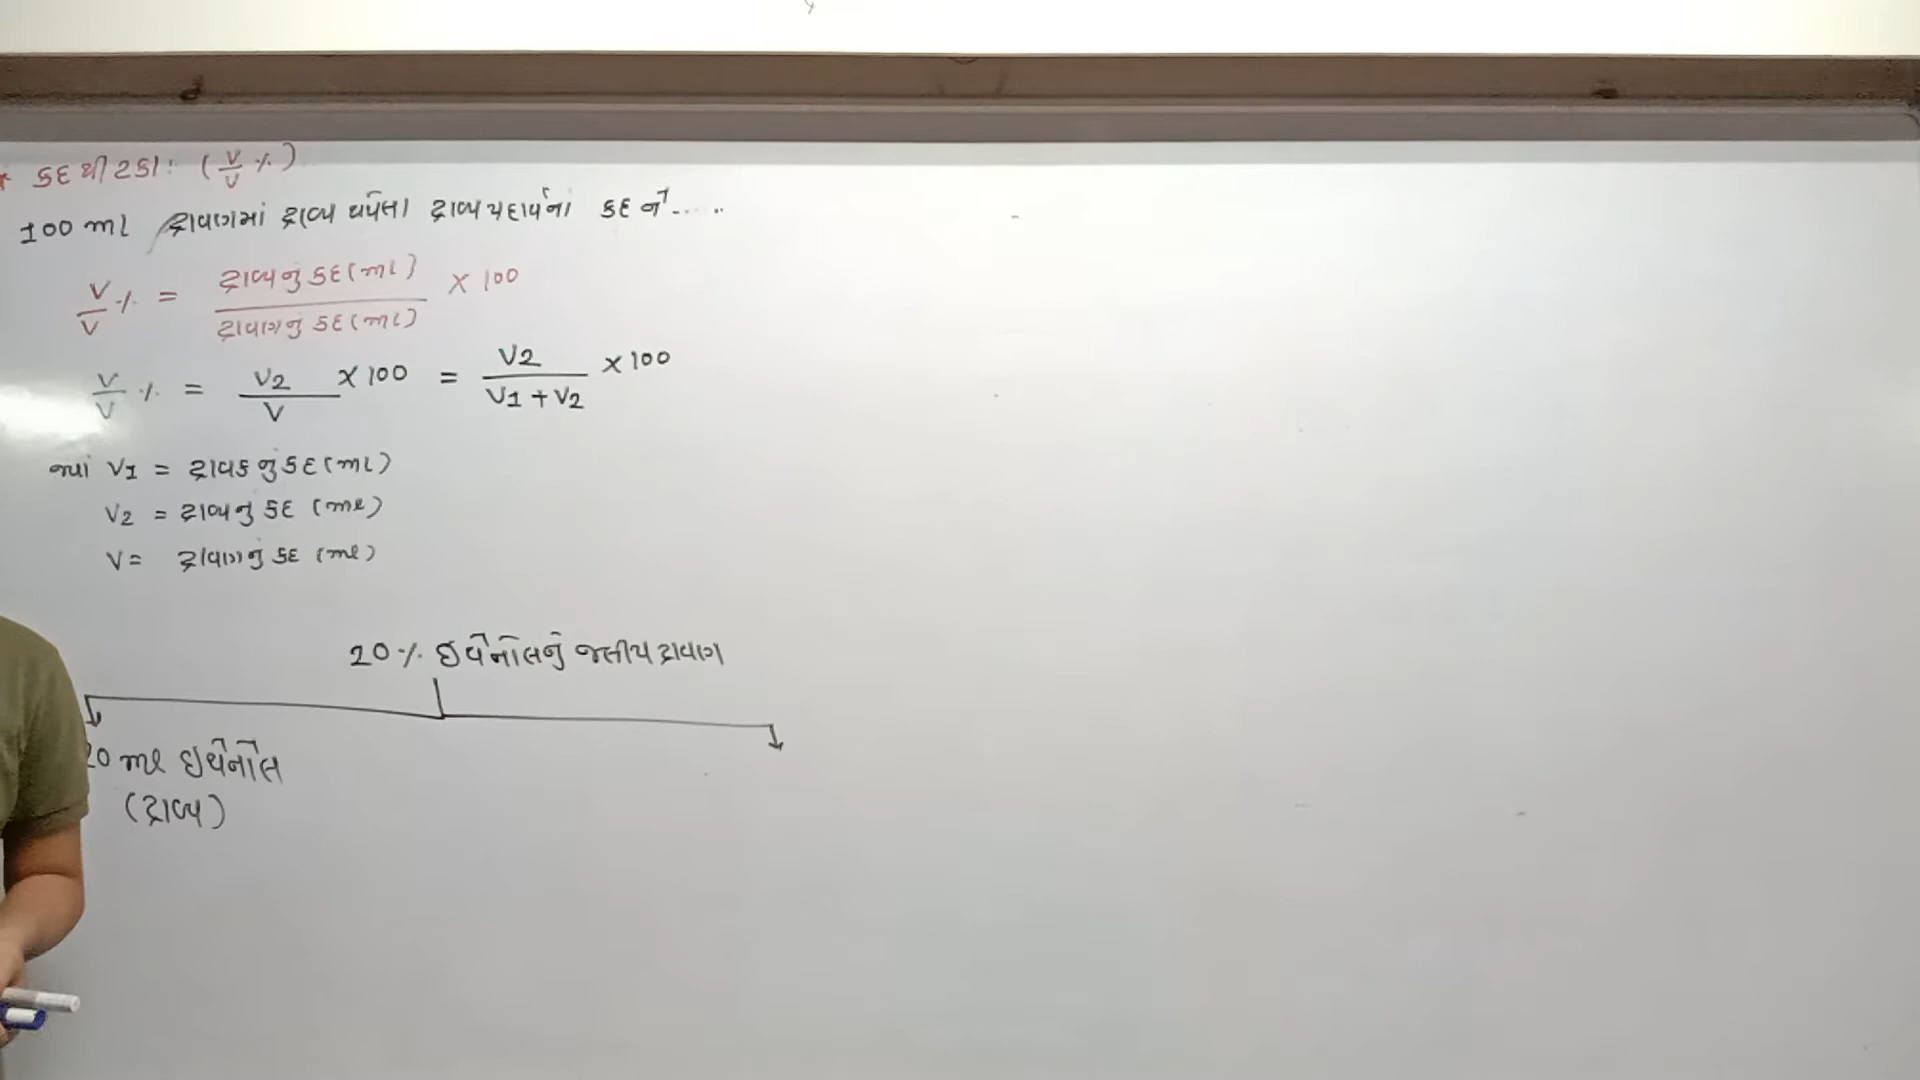 * કદથી ટકા: (V/V %)
100 ml દ્રાવણમાં દ્રાવ્ય થયેલા દ્રાવ્ય પદાર્થના કદ ને.....
V/V % = દ્રાવ્યનું કદ(ml) / દ્રાવણનું કદ(ml) × 100
V/V % = V2 / V × 100 = V2 / V1 + V2 × 100
જ્યાં V1 = દ્રાવકનું કદ(ml)
V2 = દ્રાવ્યનું કદ (ml)
V = દ્રાવણનું કદ (ml)
20 % ઇથેનોલનું જલીય દ્રાવણ
20 ml ઇથેનોલ
(દ્રાવ્ય)